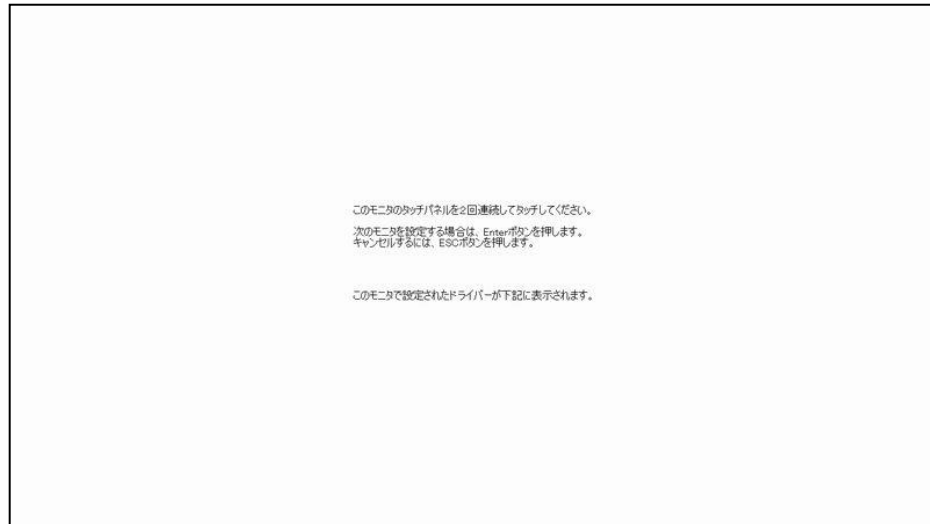 このモニタのタッチパネルを2回連続してタッチしてください。
次のモニタを設定する場合は、Enterボタンを押します。
キャンセルするには、ESCボタンを押します。
このモニタで設定されたドライバーが下記に表示されます。